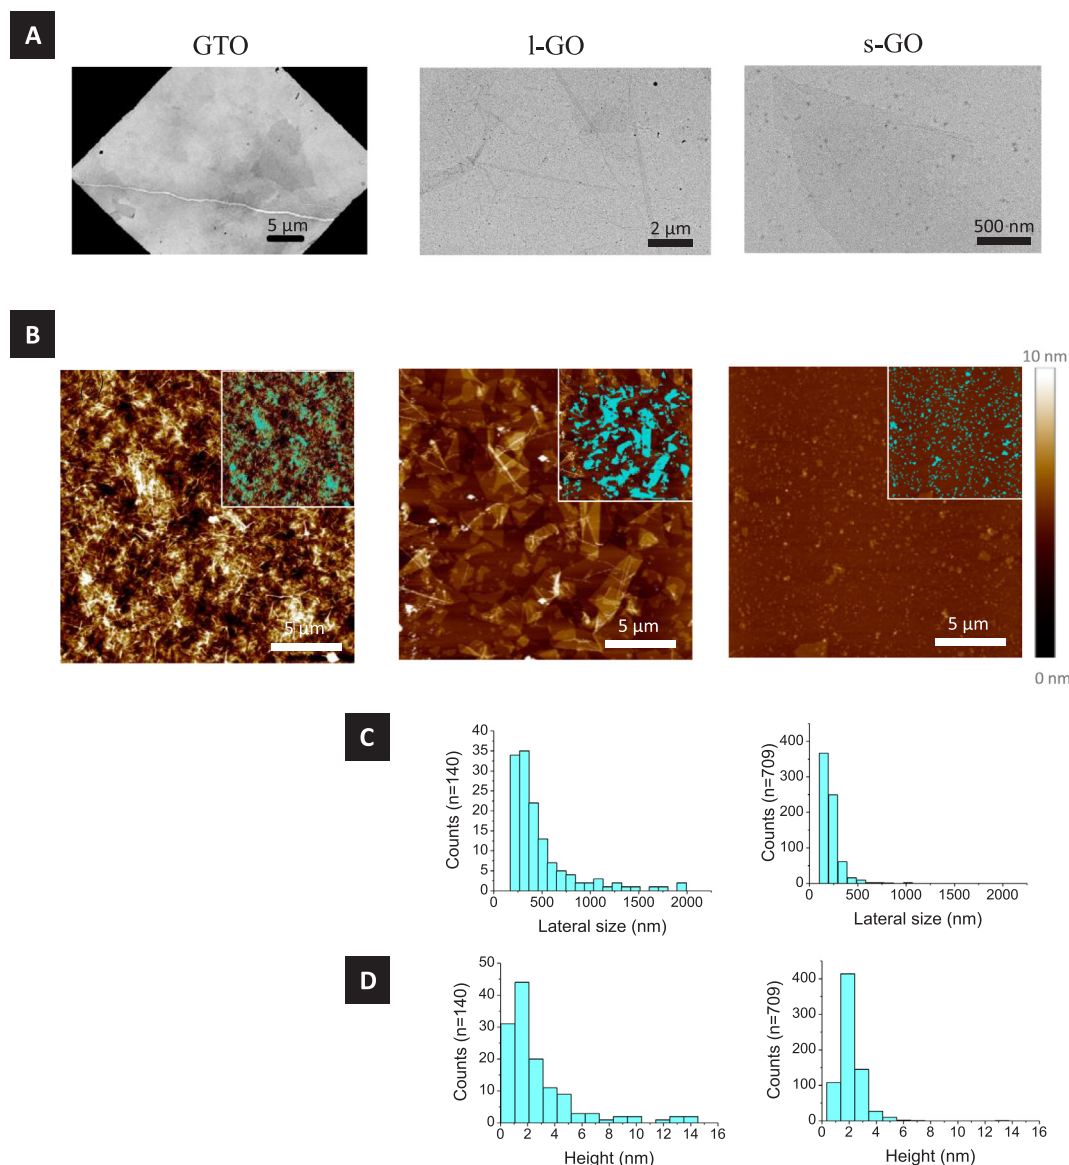 A
GTO
l-GO
s-GO
5 µm
2 µm
500 nm
B
10 nm
5 µm
5 µm
5 µm
0 nm
C
40
35
30
25
20
15
10
5
0
Counts (n=140)
0 500 1000 1500 2000
Lateral size (nm)
400
300
200
100
0
Counts (n=709)
0 500 1000 1500 2000
Lateral size (nm)
D
50
40
30
20
10
0
Counts (n=140)
0 2 4 6 8 10 12 14 16
Height (nm)
400
300
200
100
0
Counts (n=709)
0 2 4 6 8 10 12 14 16
Height (nm)